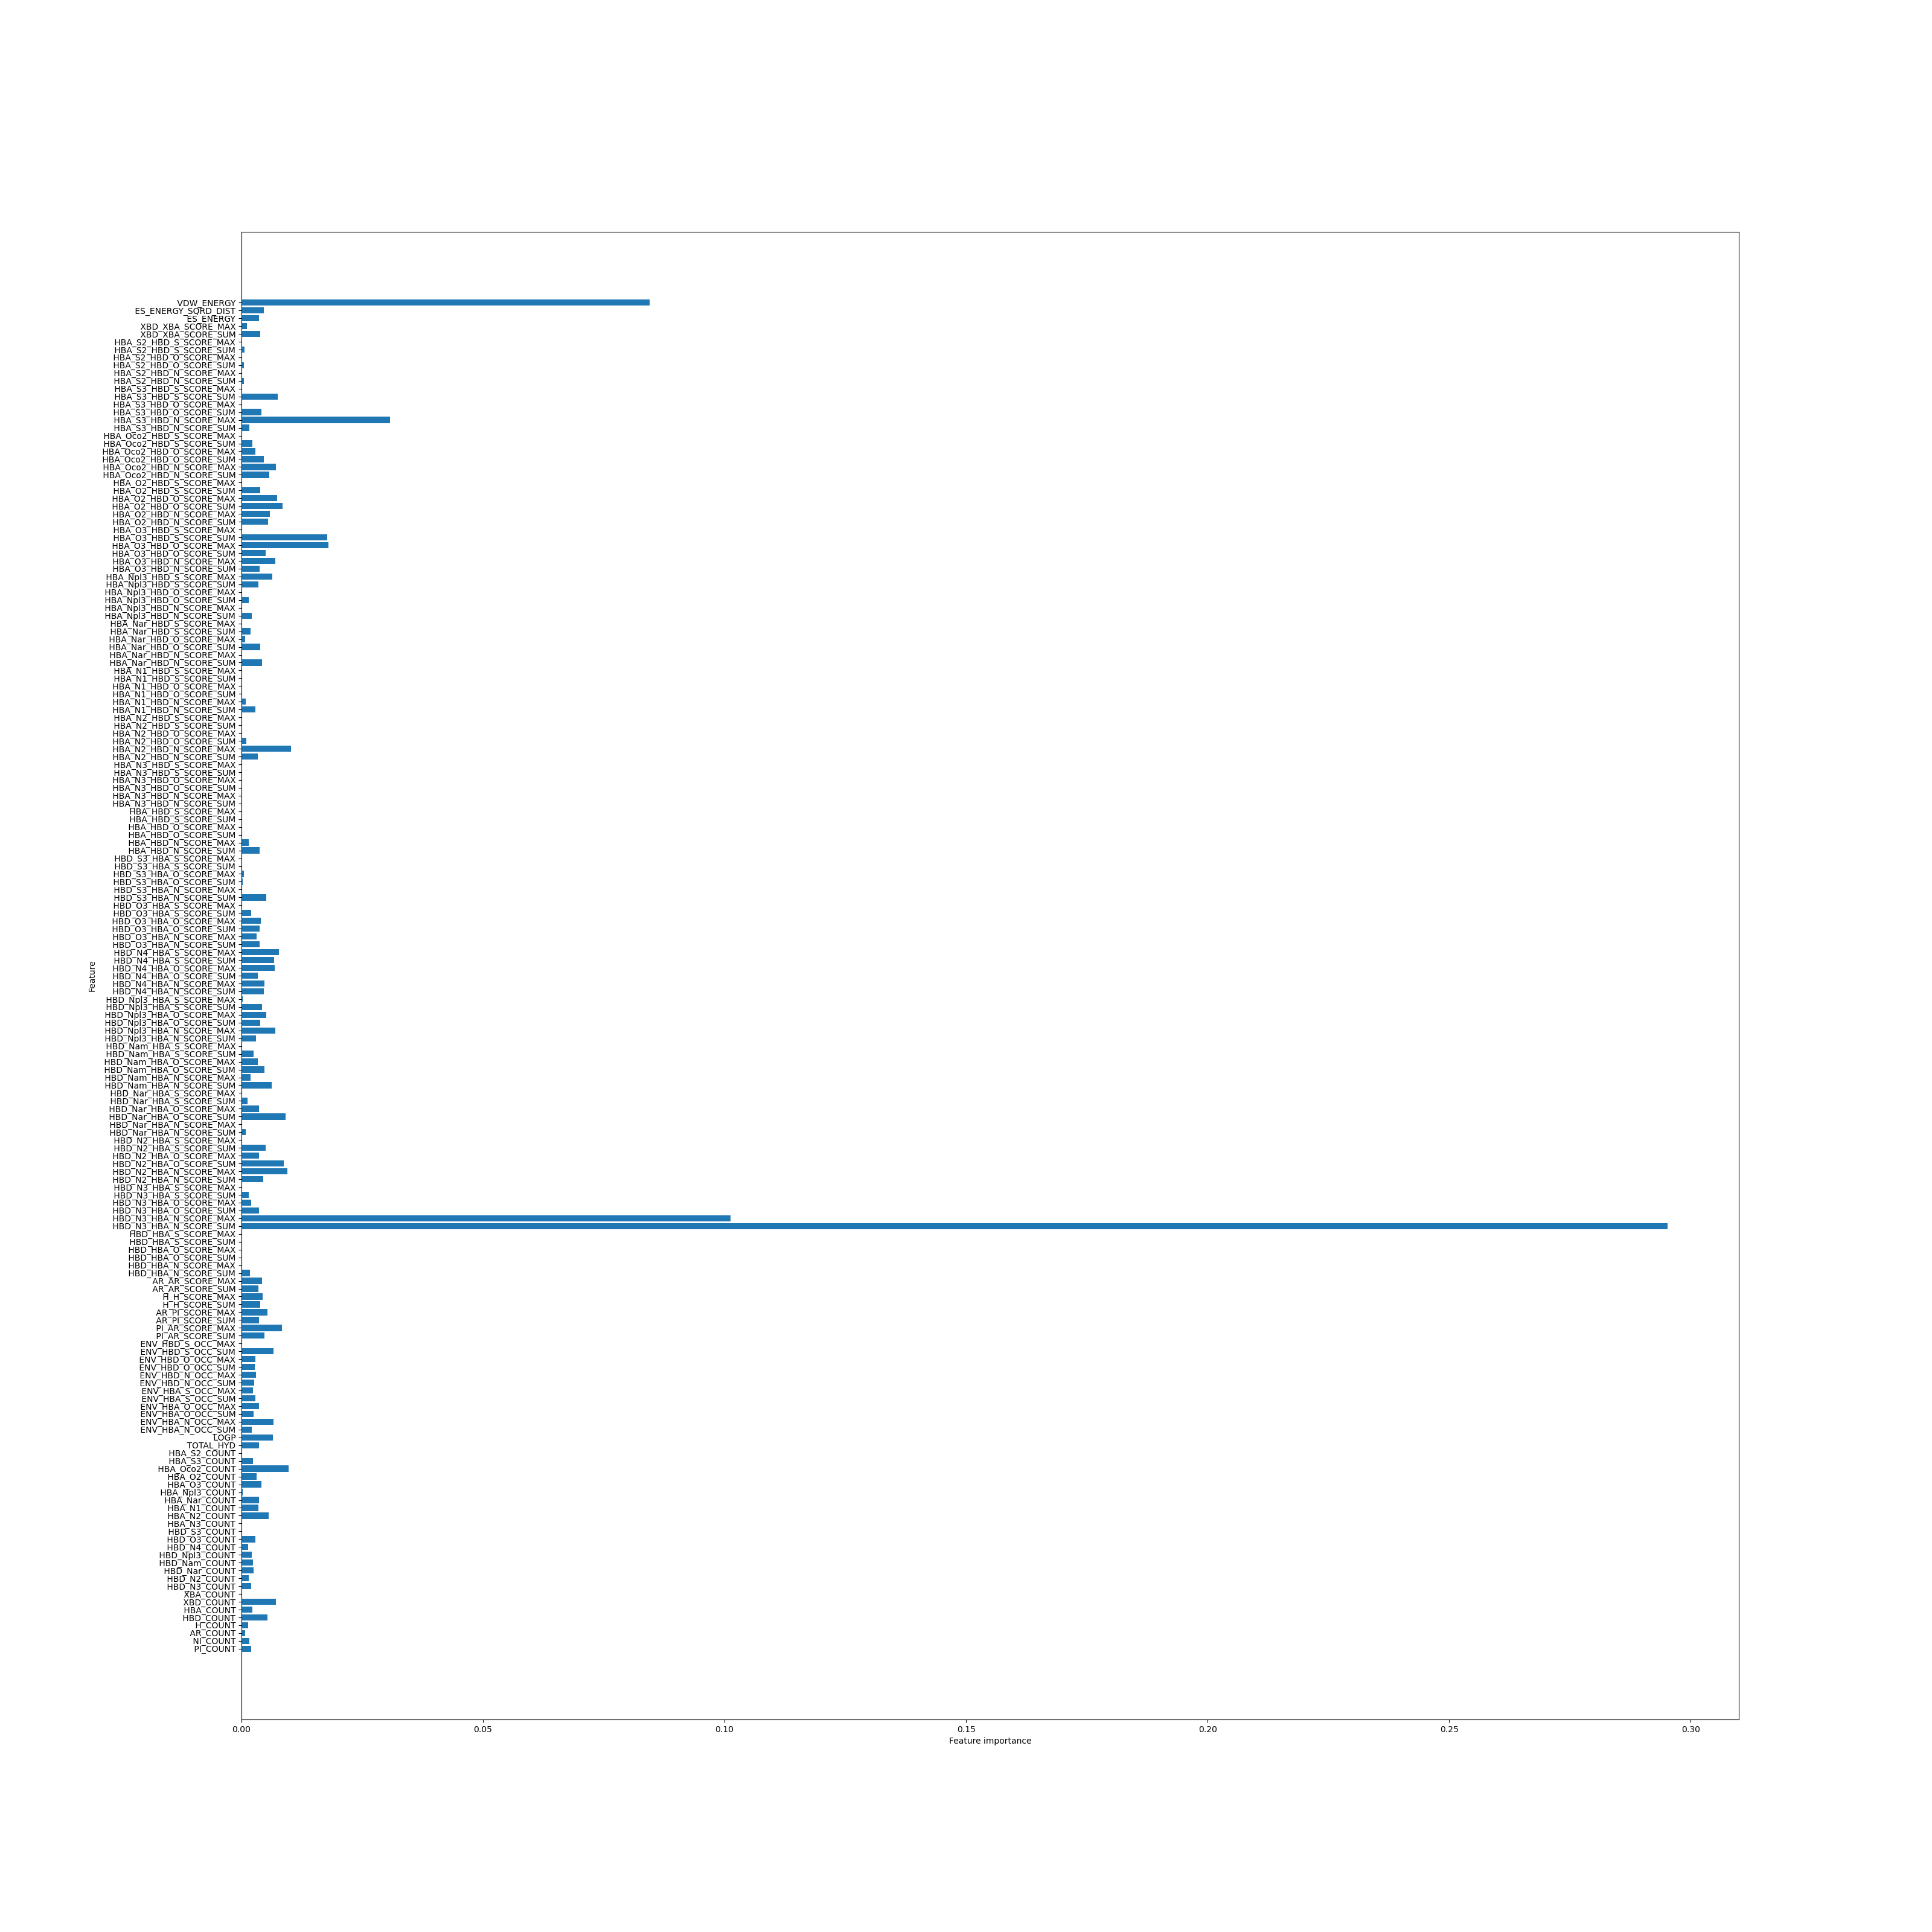 VDW_ENERGY
ES_ENERGY_SQRD_DIST
ES_ENERGY
XBD_XBA_SCORE_MAX
XBD_XBA_SCORE_SUM
HBA_S2_HBD_S_SCORE_MAX
HBA_S2_HBD_S_SCORE_SUM
HBA_S2_HBD_O_SCORE_MAX
HBA_S2_HBD_O_SCORE_SUM
HBA_S2_HBD_N_SCORE_MAX
HBA_S2_HBD_N_SCORE_SUM
HBA_S3_HBD_S_SCORE_MAX
HBA_S3_HBD_S_SCORE_SUM
HBA_S3_HBD_O_SCORE_MAX
HBA_S3_HBD_O_SCORE_SUM
HBA_S3_HBD_N_SCORE_MAX
HBA_S3_HBD_N_SCORE_SUM
HBA_Oco2_HBD_S_SCORE_MAX
HBA_Oco2_HBD_S_SCORE_SUM
HBA_Oco2_HBD_O_SCORE_MAX
HBA_Oco2_HBD_O_SCORE_SUM
HBA_Oco2_HBD_N_SCORE_MAX
HBA_Oco2_HBD_N_SCORE_SUM
HBA_O2_HBD_S_SCORE_MAX
HBA_O2_HBD_S_SCORE_SUM
HBA_O2_HBD_O_SCORE_MAX
HBA_O2_HBD_O_SCORE_SUM
HBA_O2_HBD_N_SCORE_MAX
HBA_O2_HBD_N_SCORE_SUM
HBA_O3_HBD_S_SCORE_MAX
HBA_O3_HBD_S_SCORE_SUM
HBA_O3_HBD_O_SCORE_MAX
HBA_O3_HBD_O_SCORE_SUM
HBA_O3_HBD_N_SCORE_MAX
HBA_O3_HBD_N_SCORE_SUM
HBA_Npl3_HBD_S_SCORE_MAX
HBA_Npl3_HBD_S_SCORE_SUM
HBA_Npl3_HBD_O_SCORE_MAX
HBA_Npl3_HBD_O_SCORE_SUM
HBA_Npl3_HBD_N_SCORE_MAX
HBA_Npl3_HBD_N_SCORE_SUM
HBA_Nar_HBD_S_SCORE_MAX
HBA_Nar_HBD_S_SCORE_SUM
HBA_Nar_HBD_O_SCORE_MAX
HBA_Nar_HBD_O_SCORE_SUM
HBA_Nar_HBD_N_SCORE_MAX
HBA_Nar_HBD_N_SCORE_SUM
HBA_N1_HBD_S_SCORE_MAX
HBA_N1_HBD_S_SCORE_SUM
HBA_N1_HBD_O_SCORE_MAX
HBA_N1_HBD_O_SCORE_SUM
HBA_N1_HBD_N_SCORE_MAX
HBA_N1_HBD_N_SCORE_SUM
HBA_N2_HBD_S_SCORE_MAX
HBA_N2_HBD_S_SCORE_SUM
HBA_N2_HBD_O_SCORE_MAX
HBA_N2_HBD_O_SCORE_SUM
HBA_N2_HBD_N_SCORE_MAX
HBA_N2_HBD_N_SCORE_SUM
HBA_N3_HBD_S_SCORE_MAX
HBA_N3_HBD_S_SCORE_SUM
HBA_N3_HBD_O_SCORE_MAX
HBA_N3_HBD_O_SCORE_SUM
HBA_N3_HBD_N_SCORE_MAX
HBA_N3_HBD_N_SCORE_SUM
HBA_HBD_S_SCORE_MAX
HBA_HBD_S_SCORE_SUM
HBA_HBD_O_SCORE_MAX
HBA_HBD_O_SCORE_SUM
HBA_HBD_N_SCORE_MAX
HBA_HBD_N_SCORE_SUM
HBD_S3_HBA_S_SCORE_MAX
HBD_S3_HBA_S_SCORE_SUM
HBD_S3_HBA_O_SCORE_MAX
HBD_S3_HBA_O_SCORE_SUM
HBD_S3_HBA_N_SCORE_MAX
HBD_S3_HBA_N_SCORE_SUM
HBD_O3_HBA_S_SCORE_MAX
HBD_O3_HBA_S_SCORE_SUM
HBD_O3_HBA_O_SCORE_MAX
HBD_O3_HBA_O_SCORE_SUM
HBD_O3_HBA_N_SCORE_MAX
HBD_O3_HBA_N_SCORE_SUM
HBD_N4_HBA_S_SCORE_MAX
HBD_N4_HBA_S_SCORE_SUM
HBD_N4_HBA_O_SCORE_MAX
HBD_N4_HBA_O_SCORE_SUM
HBD_N4_HBA_N_SCORE_MAX
HBD_N4_HBA_N_SCORE_SUM
HBD_Npl3_HBA_S_SCORE_MAX
HBD_Npl3_HBA_S_SCORE_SUM
HBD_Npl3_HBA_O_SCORE_MAX
HBD_Npl3_HBA_O_SCORE_SUM
HBD_Npl3_HBA_N_SCORE_MAX
HBD_Npl3_HBA_N_SCORE_SUM
HBD_Nam_HBA_S_SCORE_MAX
HBD_Nam_HBA_S_SCORE_SUM
HBD_Nam_HBA_O_SCORE_MAX
HBD_Nam_HBA_O_SCORE_SUM
HBD_Nam_HBA_N_SCORE_MAX
HBD_Nam_HBA_N_SCORE_SUM
HBD_Nar_HBA_S_SCORE_MAX
HBD_Nar_HBA_S_SCORE_SUM
HBD_Nar_HBA_O_SCORE_MAX
HBD_Nar_HBA_O_SCORE_SUM
HBD_Nar_HBA_N_SCORE_MAX
HBD_Nar_HBA_N_SCORE_SUM
HBD_N2_HBA_S_SCORE_MAX
HBD_N2_HBA_S_SCORE_SUM
HBD_N2_HBA_O_SCORE_MAX
HBD_N2_HBA_O_SCORE_SUM
HBD_N2_HBA_N_SCORE_MAX
HBD_N2_HBA_N_SCORE_SUM
HBD_N3_HBA_S_SCORE_MAX
HBD_N3_HBA_S_SCORE_SUM
HBD_N3_HBA_O_SCORE_MAX
HBD_N3_HBA_O_SCORE_SUM
HBD_N3_HBA_N_SCORE_MAX
HBD_N3_HBA_N_SCORE_SUM
HBD_HBA_S_SCORE_MAX
HBD_HBA_S_SCORE_SUM
HBD_HBA_O_SCORE_MAX
HBD_HBA_O_SCORE_SUM
HBD_HBA_N_SCORE_MAX
HBD_HBA_N_SCORE_SUM
AR_AR_SCORE_MAX
AR_AR_SCORE_SUM
H_H_SCORE_MAX
H_H_SCORE_SUM
AR_PI_SCORE_MAX
AR_PI_SCORE_SUM
PI_AR_SCORE_MAX
PI_AR_SCORE_SUM
ENV_HBD_S_OCC_MAX
ENV_HBD_S_OCC_SUM
ENV_HBD_O_OCC_MAX
ENV_HBD_O_OCC_SUM
ENV_HBD_N_OCC_MAX
ENV_HBD_N_OCC_SUM
ENV_HBA_S_OCC_MAX
ENV_HBA_S_OCC_SUM
ENV_HBA_O_OCC_MAX
ENV_HBA_O_OCC_SUM
ENV_HBA_N_OCC_MAX
ENV_HBA_N_OCC_SUM
LOGP
TOTAL_HYD
HBA_S2_COUNT
HBA_S3_COUNT
HBA_Oco2_COUNT
HBA_O2_COUNT
HBA_O3_COUNT
HBA_Npl3_COUNT
HBA_Nar_COUNT
HBA_N1_COUNT
HBA_N2_COUNT
HBA_N3_COUNT
HBD_S3_COUNT
HBD_O3_COUNT
HBD_N4_COUNT
HBD_Npl3_COUNT
HBD_Nam_COUNT
HBD_Nar_COUNT
HBD_N2_COUNT
HBD_N3_COUNT
XBA_COUNT
XBD_COUNT
HBA_COUNT
HBD_COUNT
H_COUNT
AR_COUNT
NI_COUNT
PI_COUNT
Feature
0.00 0.05 0.10 0.15 0.20 0.25 0.30
Feature importance